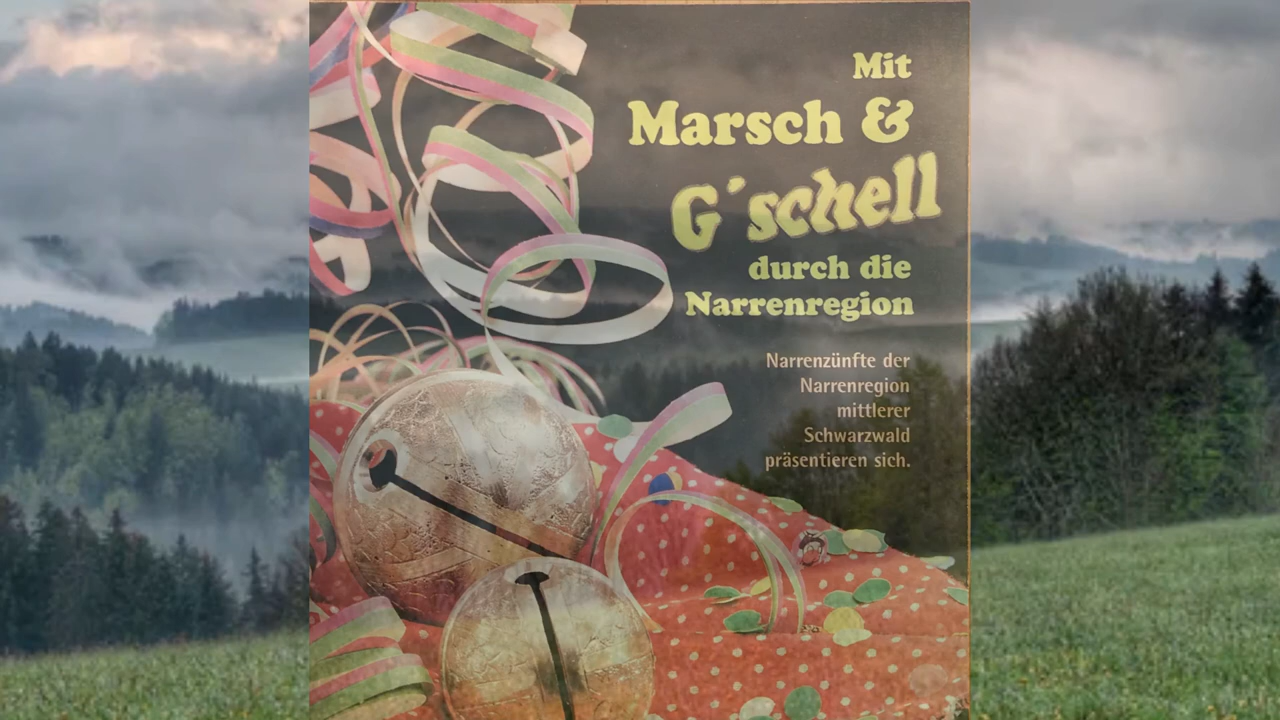 Mit
Marsch &
G´schell
durch die
Narrenregion
Narrenzünfte der
Narrenregion
mittlerer
Schwarzwald
präsentieren sich.